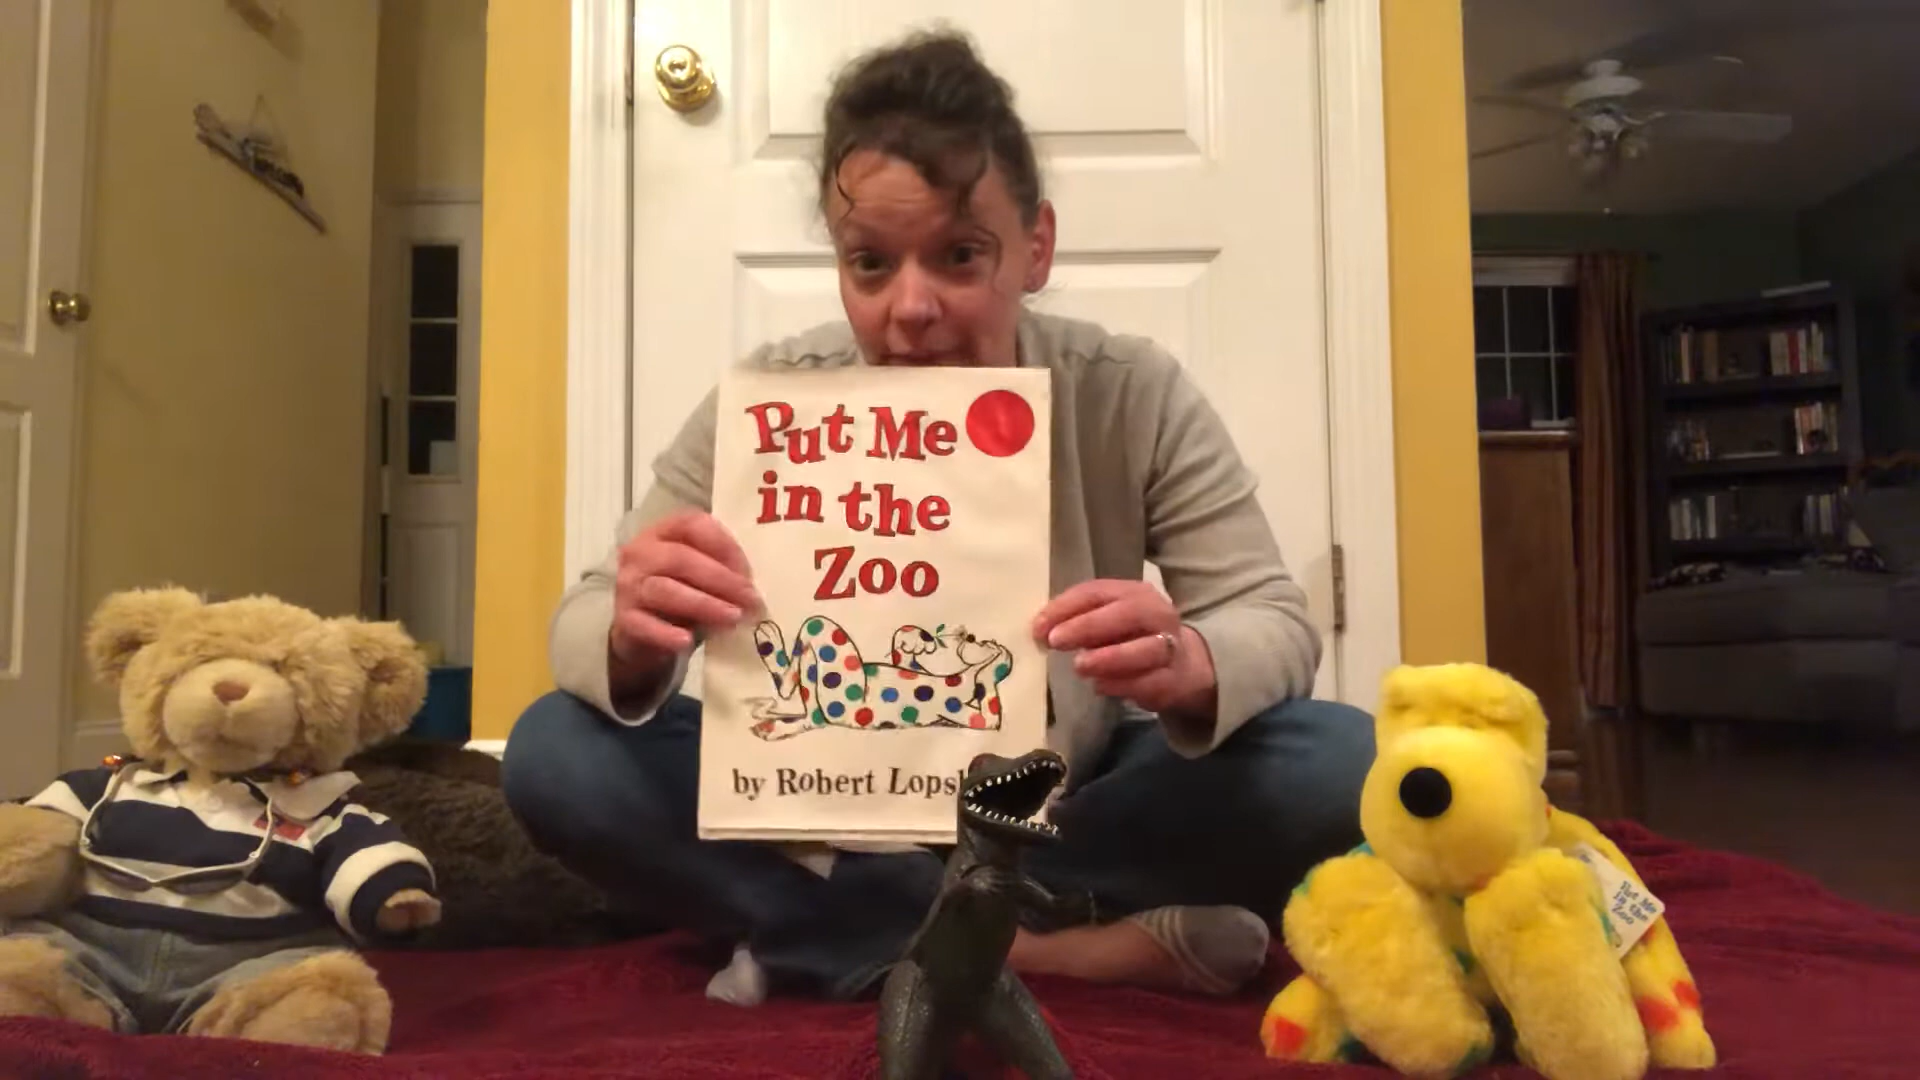 Put Me
in the
Zoo
by Robert Lops
Put Me
in the
Zoo